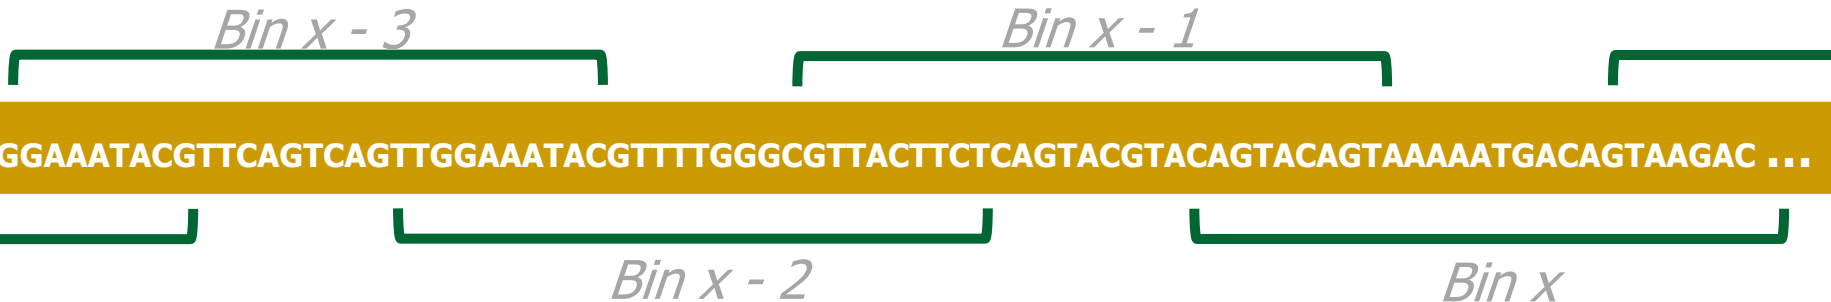 Bin x - 3
Bin x - 1
GGAAATACGTTCAGTCAGTTGGAAATACGTTTTGGGCGTTACTTCTCAGTACGTACAGTACAGTAAAAATGACAGTAAGAC ...
Bin x - 2
Bin x